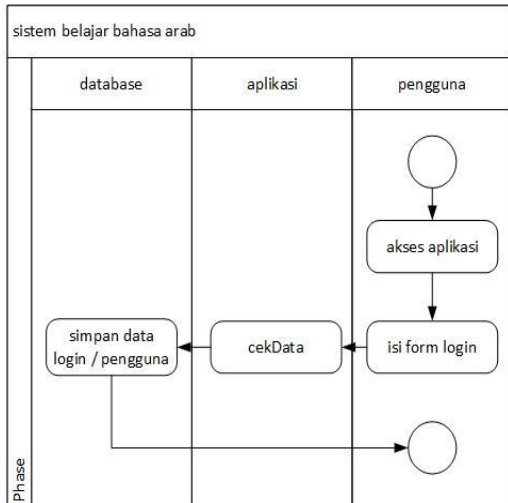 sistem belajar bahasa arab
database
aplikasi
pengguna
akses aplikasi
simpan data
login / pengguna
cekData
isi form login
Phase